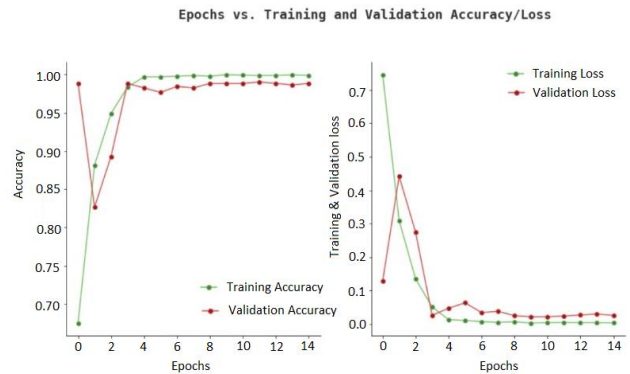 Epochs vs. Training and Validation Accuracy/Loss
Accuracy
1.00
0.95
0.90
0.85
0.80
0.75
0.70
Training Accuracy
Validation Accuracy
0 2 4 6 8 10 12 14
Epochs
Training & Validation loss
Training Loss
Validation Loss
0.7
0.6
0.5
0.4
0.3
0.2
0.1
0.0
0 2 4 6 8 10 12 14
Epochs